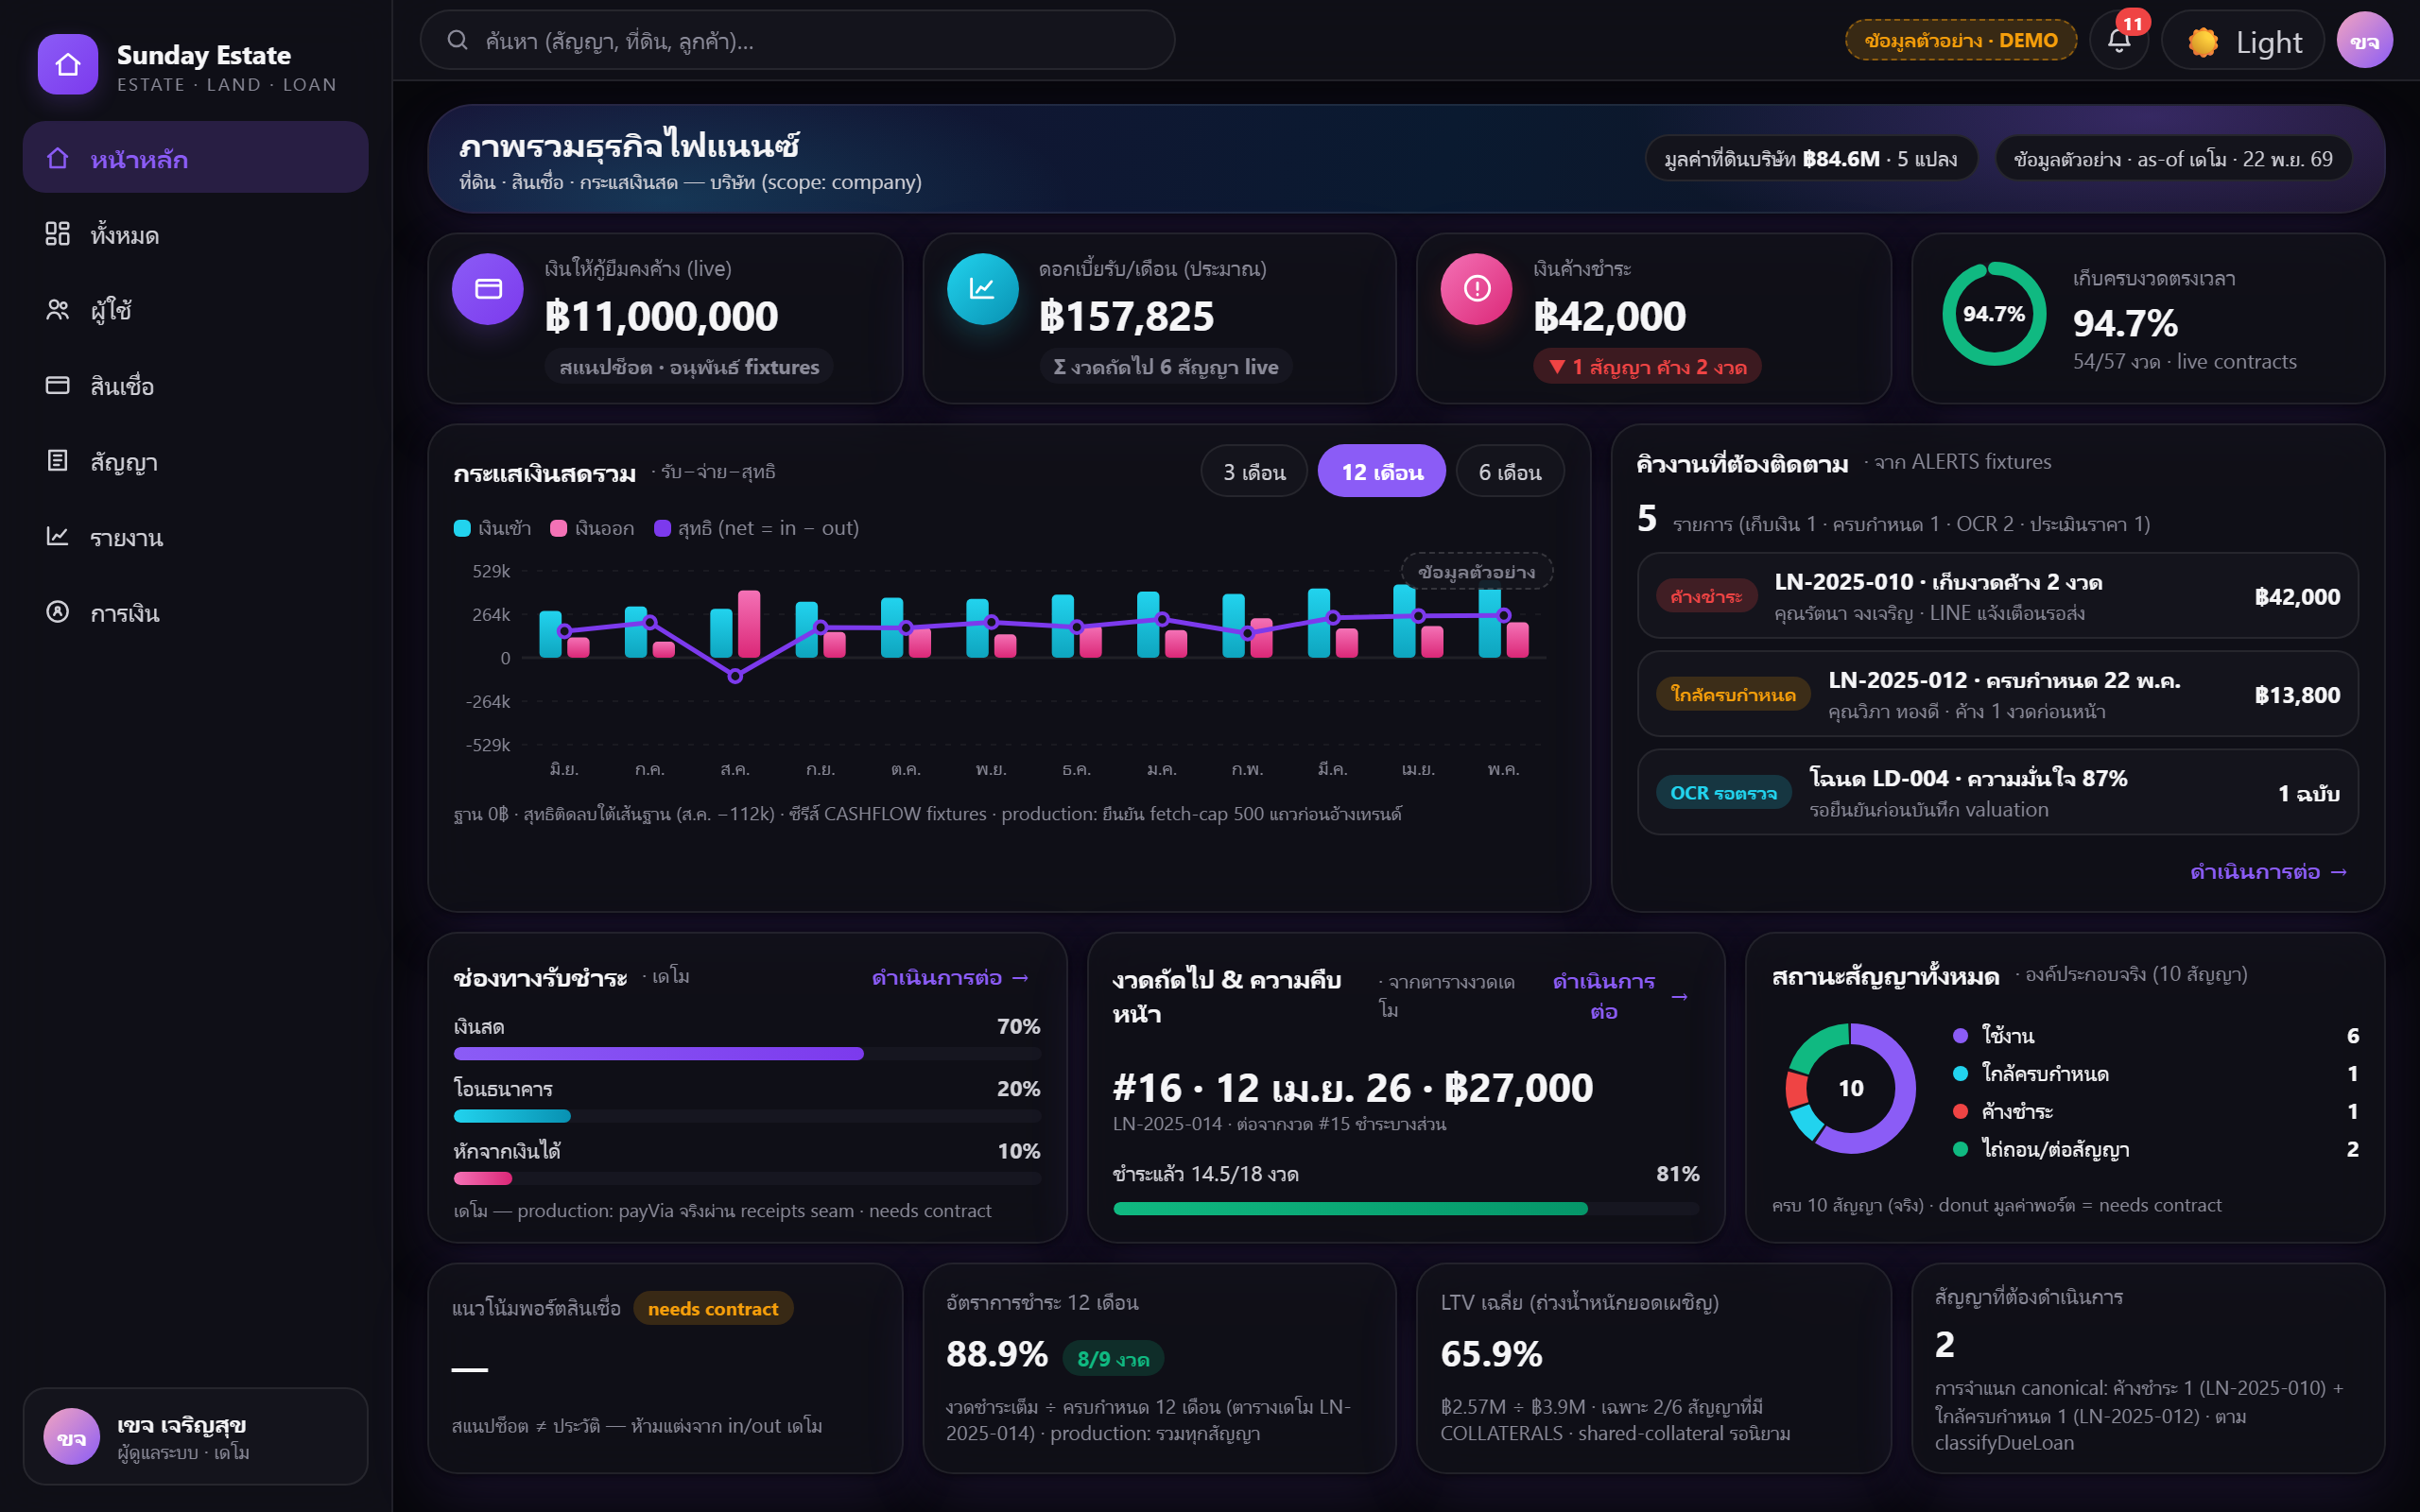 Sunday Estate
ESTATE · LAND · LOAN
หน้าหลัก
ทั้งหมด
ผู้ใช้
สินเชื่อ
สัญญา
รายงาน
การเงิน
ขจ
เขจ เจริญสุข
ผู้ดูแลระบบ · เดโม
ค้นหา (สัญญา, ที่ดิน, ลูกค้า)...
ข้อมูลตัวอย่าง · DEMO
11
Light
ขจ
ภาพรวมธุรกิจไฟแนนซ์
ที่ดิน · สินเชื่อ · กระแสเงินสด — บริษัท (scope: company)
มูลค่าที่ดินบริษัท ฿84.6M · 5 แปลง
ข้อมูลตัวอย่าง · as-of เดโม · 22 พ.ย. 69
เงินให้กู้ยืมคงค้าง (live)
฿11,000,000
สแนปช็อต · อนุพันธ์ fixtures
ดอกเบี้ยรับ/เดือน (ประมาณ)
฿157,825
Σ งวดถัดไป 6 สัญญา live
เงินค้างชำระ
฿42,000
▼ 1 สัญญา ค้าง 2 งวด
94.7%
เก็บครบงวดตรงเวลา
94.7%
54/57 งวด · live contracts
กระแสเงินสดรวม · รับ–จ่าย–สุทธิ
3 เดือน
12 เดือน
6 เดือน
เงินเข้า
เงินออก
สุทธิ (net = in − out)
ข้อมูลตัวอย่าง
529k
264k
0
-264k
-529k
มิ.ย. ก.ค. ส.ค. ก.ย. ต.ค. พ.ย. ธ.ค. ม.ค. ก.พ. มี.ค. เม.ย. พ.ค.
ฐาน 0฿ · สุทธิติดลบใต้เส้นฐาน (ส.ค. −112k) · ซีรีส์ CASHFLOW fixtures · production: ยืนยัน fetch-cap 500 แถวก่อนอ้างเทรนด์
คิวงานที่ต้องติดตาม · จาก ALERTS fixtures
5 รายการ (เก็บเงิน 1 · ครบกำหนด 1 · OCR 2 · ประเมินราคา 1)
ค้างชำระ
LN-2025-010 · เก็บงวดค้าง 2 งวด
คุณรัตนา จงเจริญ · LINE แจ้งเตือนรอส่ง
฿42,000
ใกล้ครบกำหนด
LN-2025-012 · ครบกำหนด 22 พ.ค.
คุณวิภา ทองดี · ค้าง 1 งวดก่อนหน้า
฿13,800
OCR รอตรวจ
โฉนด LD-004 · ความมั่นใจ 87%
รอยืนยันก่อนบันทึก valuation
1 ฉบับ
ดำเนินการต่อ →
ช่องทางรับชำระ · เดโม
ดำเนินการต่อ →
เงินสด 70%
โอนธนาคาร 20%
หักจากเงินได้ 10%
เดโม — production: payVia จริงผ่าน receipts seam · needs contract
งวดถัดไป & ความคืบ
หน้า
· จากตารางงวดเด
โม
ดำเนินการ
ต่อ →
#16 · 12 เม.ย. 26 · ฿27,000
LN-2025-014 · ต่อจากงวด #15 ชำระบางส่วน
ชำระแล้ว 14.5/18 งวด 81%
สถานะสัญญาทั้งหมด · องค์ประกอบจริง (10 สัญญา)
10
ใช้งาน 6
ใกล้ครบกำหนด 1
ค้างชำระ 1
ไถ่ถอน/ต่อสัญญา 2
ครบ 10 สัญญา (จริง) · donut มูลค่าพอร์ต = needs contract
แนวโน้มพอร์ตสินเชื่อ needs contract
—
สแนปช็อต ≠ ประวัติ — ห้ามแต่งจาก in/out เดโม
อัตราการชำระ 12 เดือน
88.9% 8/9 งวด
งวดชำระเต็ม ÷ ครบกำหนด 12 เดือน (ตารางเดโม LN-
2025-014) · production: รวมทุกสัญญา
LTV เฉลี่ย (ถ่วงน้ำหนักยอดเผชิญ)
65.9%
฿2.57M ÷ ฿3.9M · เฉพาะ 2/6 สัญญาที่มี
COLLATERALS · shared-collateral รอนิยาม
สัญญาที่ต้องดำเนินการ
2
การจำแนก canonical: ค้างชำระ 1 (LN-2025-010) +
ใกล้ครบกำหนด 1 (LN-2025-012) · ตาม
classifyDueLoan